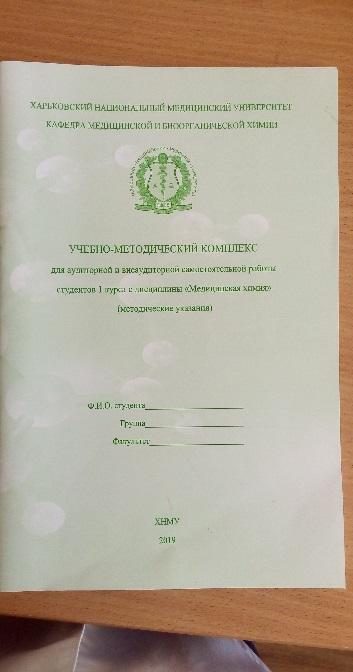 ХАРЬКОВСКИЙ НАЦИОНАЛЬНЫЙ МЕДИЦИНСКИЙ УНИВЕРСИТЕТ
КАФЕДРА МЕДИЦИНСКОЙ И БИООРГАНИЧЕСКОЙ ХИМИИ
УЧЕБНО-МЕТОДИЧЕСКИЙ КОМПЛЕКС
для аудиторной и внеаудиторной самостоятельной работы
студентов 1 курса с дисциплины «Медицинская химия»
(методические указания)
Ф.И.О. студента
Группа
Факультет
ХНМУ
2019